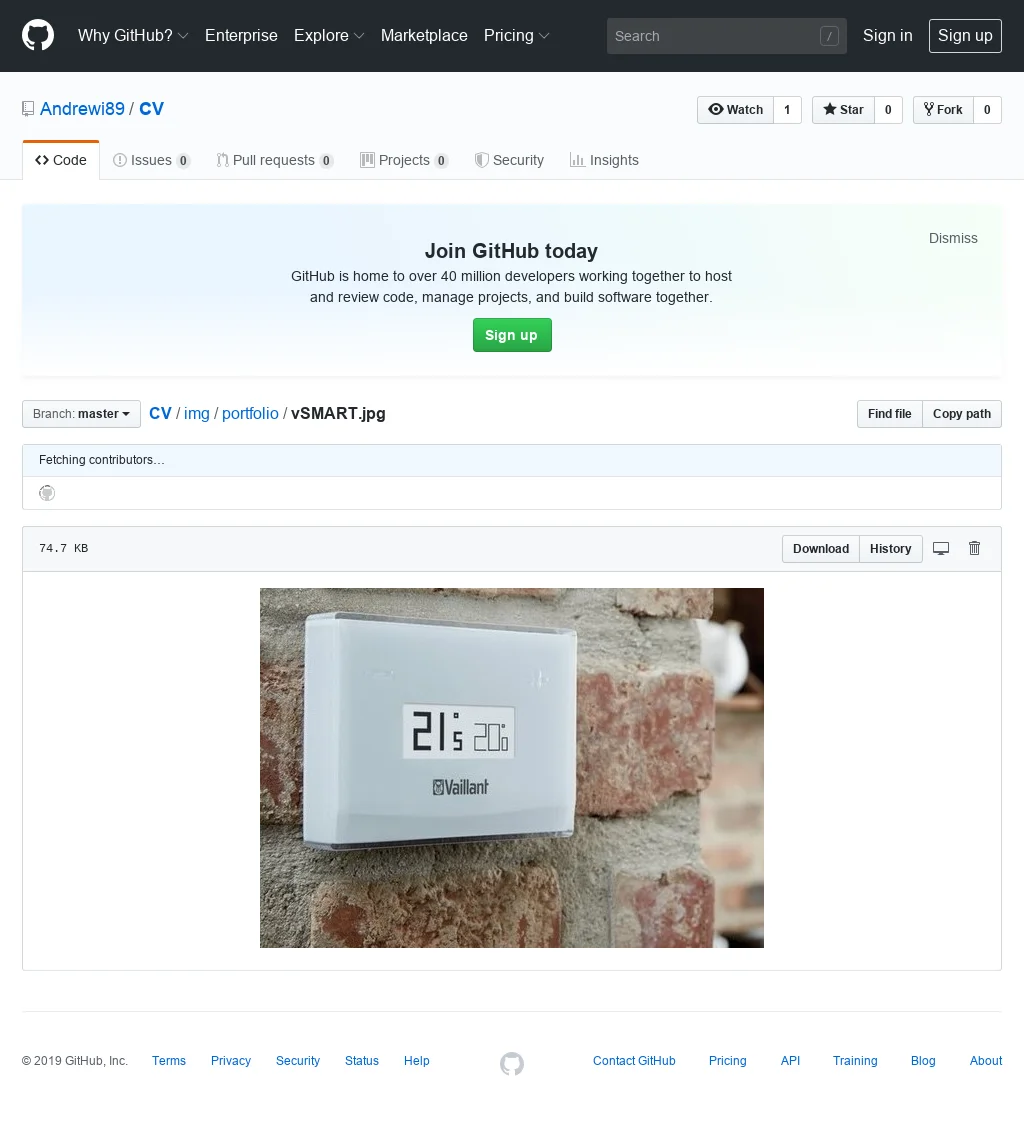 Why GitHub? Enterprise Explore Marketplace Pricing Search / Sign in Sign up
Andrewi89 / CV Watch 1 Star 0 Fork 0
Code Issues 0 Pull requests 0 Projects 0 Security Insights
Dismiss
Join GitHub today
GitHub is home to over 40 million developers working together to host
and review code, manage projects, and build software together.
Sign up
Branch: master CV / img / portfolio / vSMART.jpg Find file Copy path
Fetching contributors…
74.7 KB Download History
21°5 20°
Vaillant
© 2019 GitHub, Inc. Terms Privacy Security Status Help Contact GitHub Pricing API Training Blog About